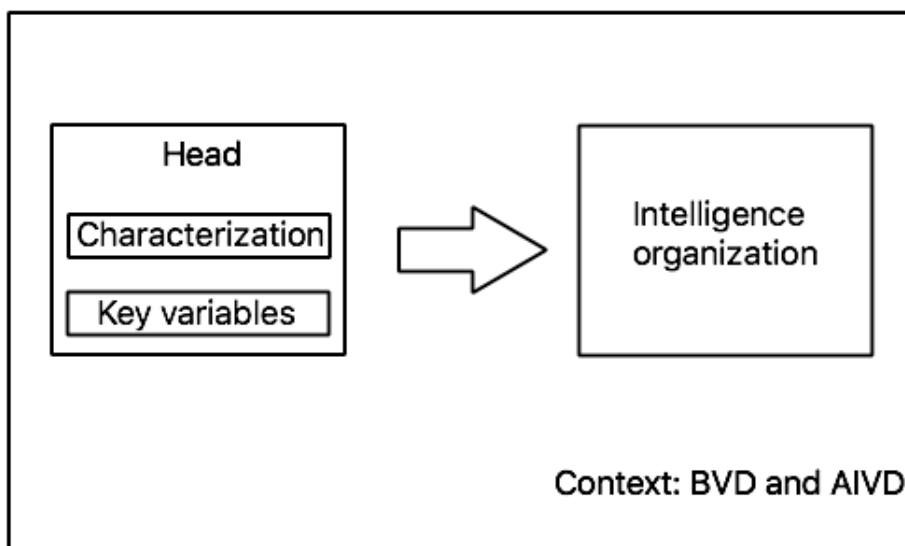 Head
Characterization
Key variables
Intelligence
organization
Context: BVD and AIVD